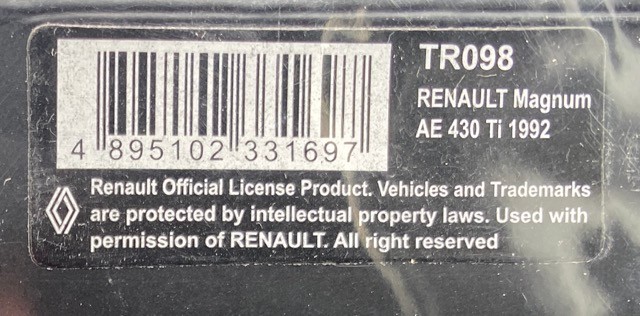 TR098
RENAULT Magnum
AE 430 Ti 1992
4 895102 331697
Renault Official License Product. Vehicles and Trademarks
are protected by intellectual property laws. Used with
permission of RENAULT. All right reserved